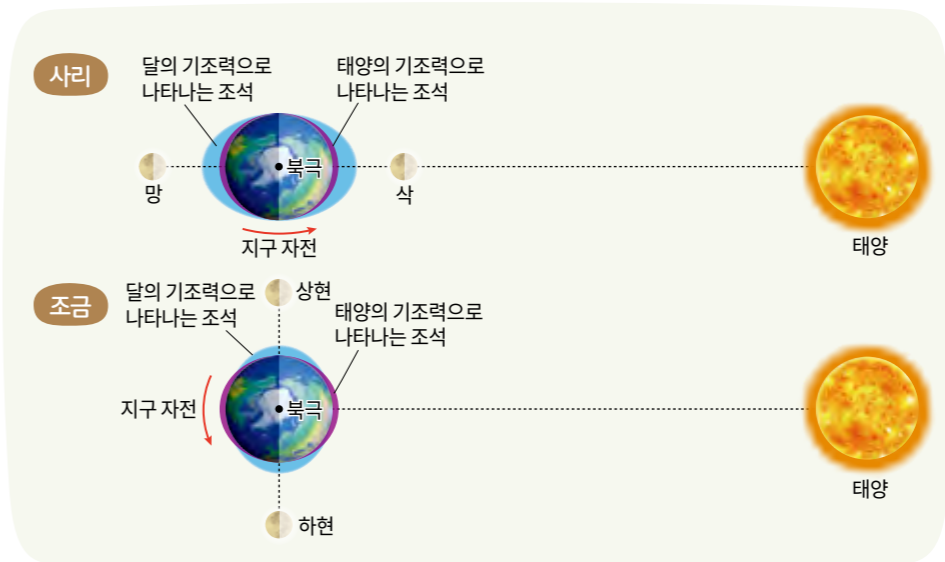 사리
달의 기조력으로
나타나는 조석
태양의 기조력으로
나타나는 조석
망
북극
삭
지구 자전
태양
조금
달의 기조력으로
나타나는 조석
상현
태양의 기조력으로
나타나는 조석
지구 자전
북극
태양
하현